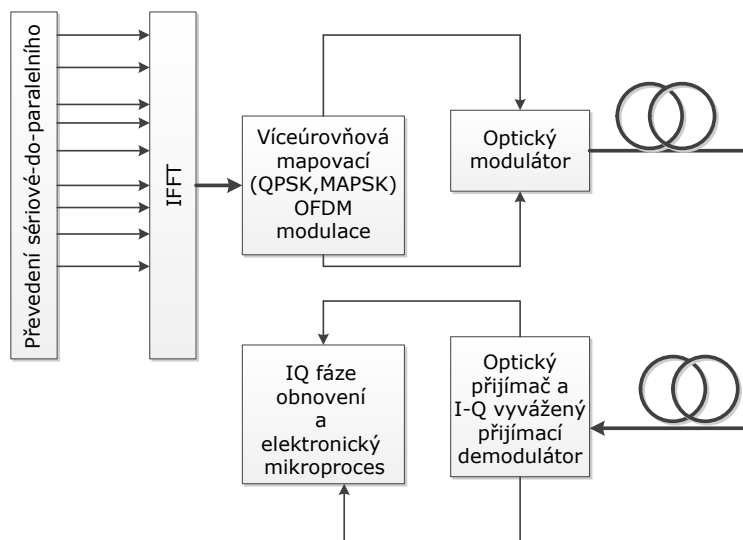 Převedení sériové-do-paralelního
IFFT
Víceúrovňová
mapovací
(QPSK,MAPSK)
OFDM
modulace
Optický
modulátor
IQ fáze
obnovení
a
elektronický
mikroproces
Optický
přijímač a
I-Q vyvážený
přijímací
demodulátor